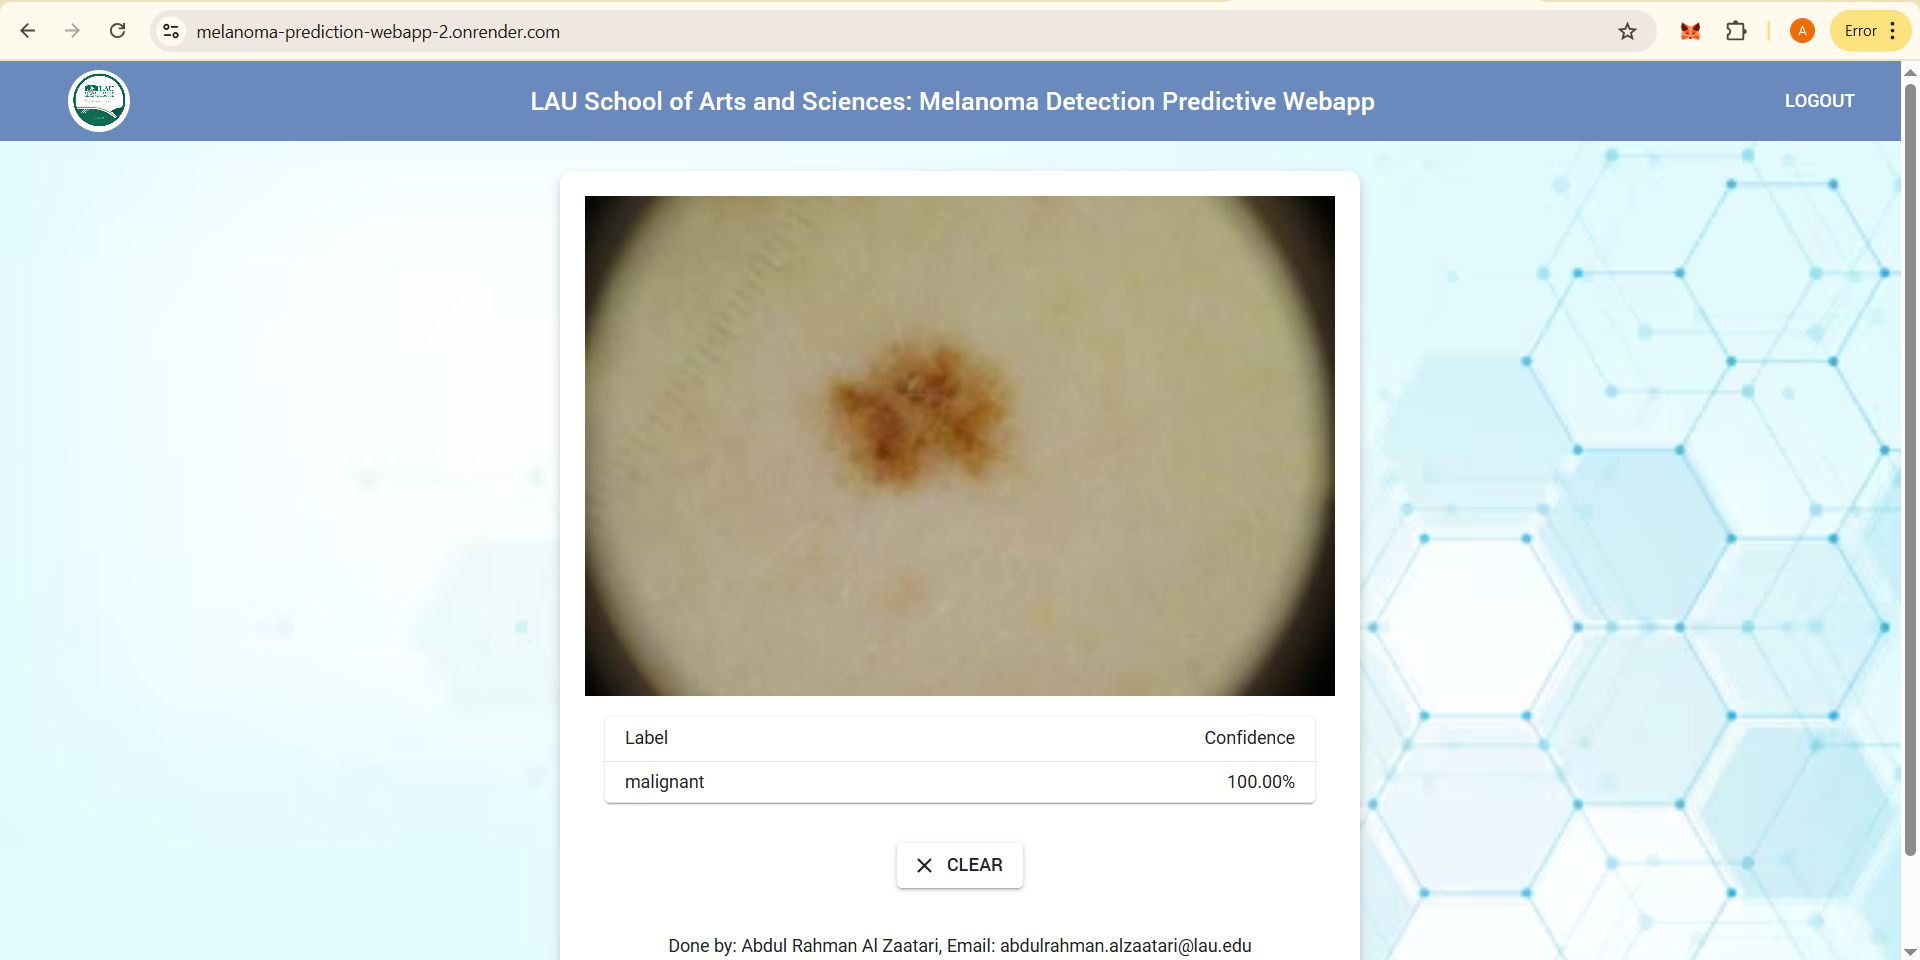 melanoma-prediction-webapp-2.onrender.com
A
Error
LAU
LAU School of Arts and Sciences: Melanoma Detection Predictive Webapp
LOGOUT
Label Confidence
malignant 100.00%
CLEAR
Done by: Abdul Rahman Al Zaatari, Email: abdulrahman.alzaatari@lau.edu